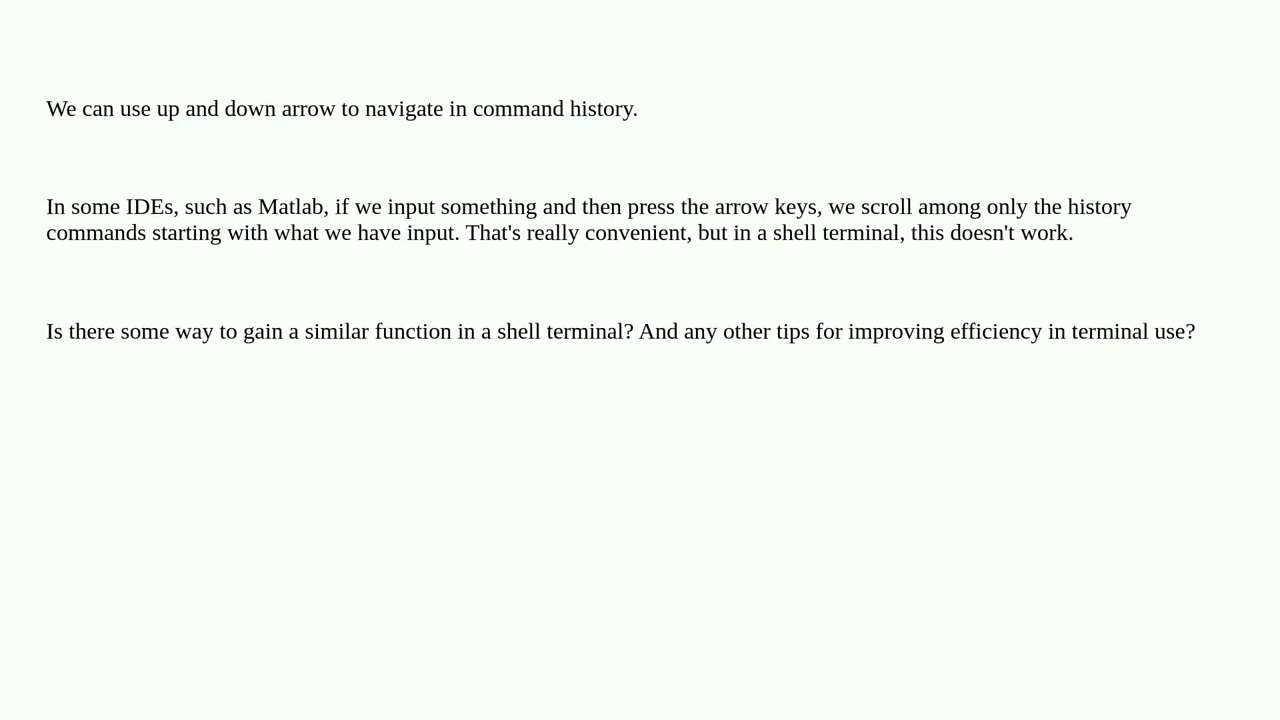 We can use up and down arrow to navigate in command history.
In some IDEs, such as Matlab, if we input something and then press the arrow keys, we scroll among only the history
commands starting with what we have input. That's really convenient, but in a shell terminal, this doesn't work.
Is there some way to gain a similar function in a shell terminal? And any other tips for improving efficiency in terminal use?